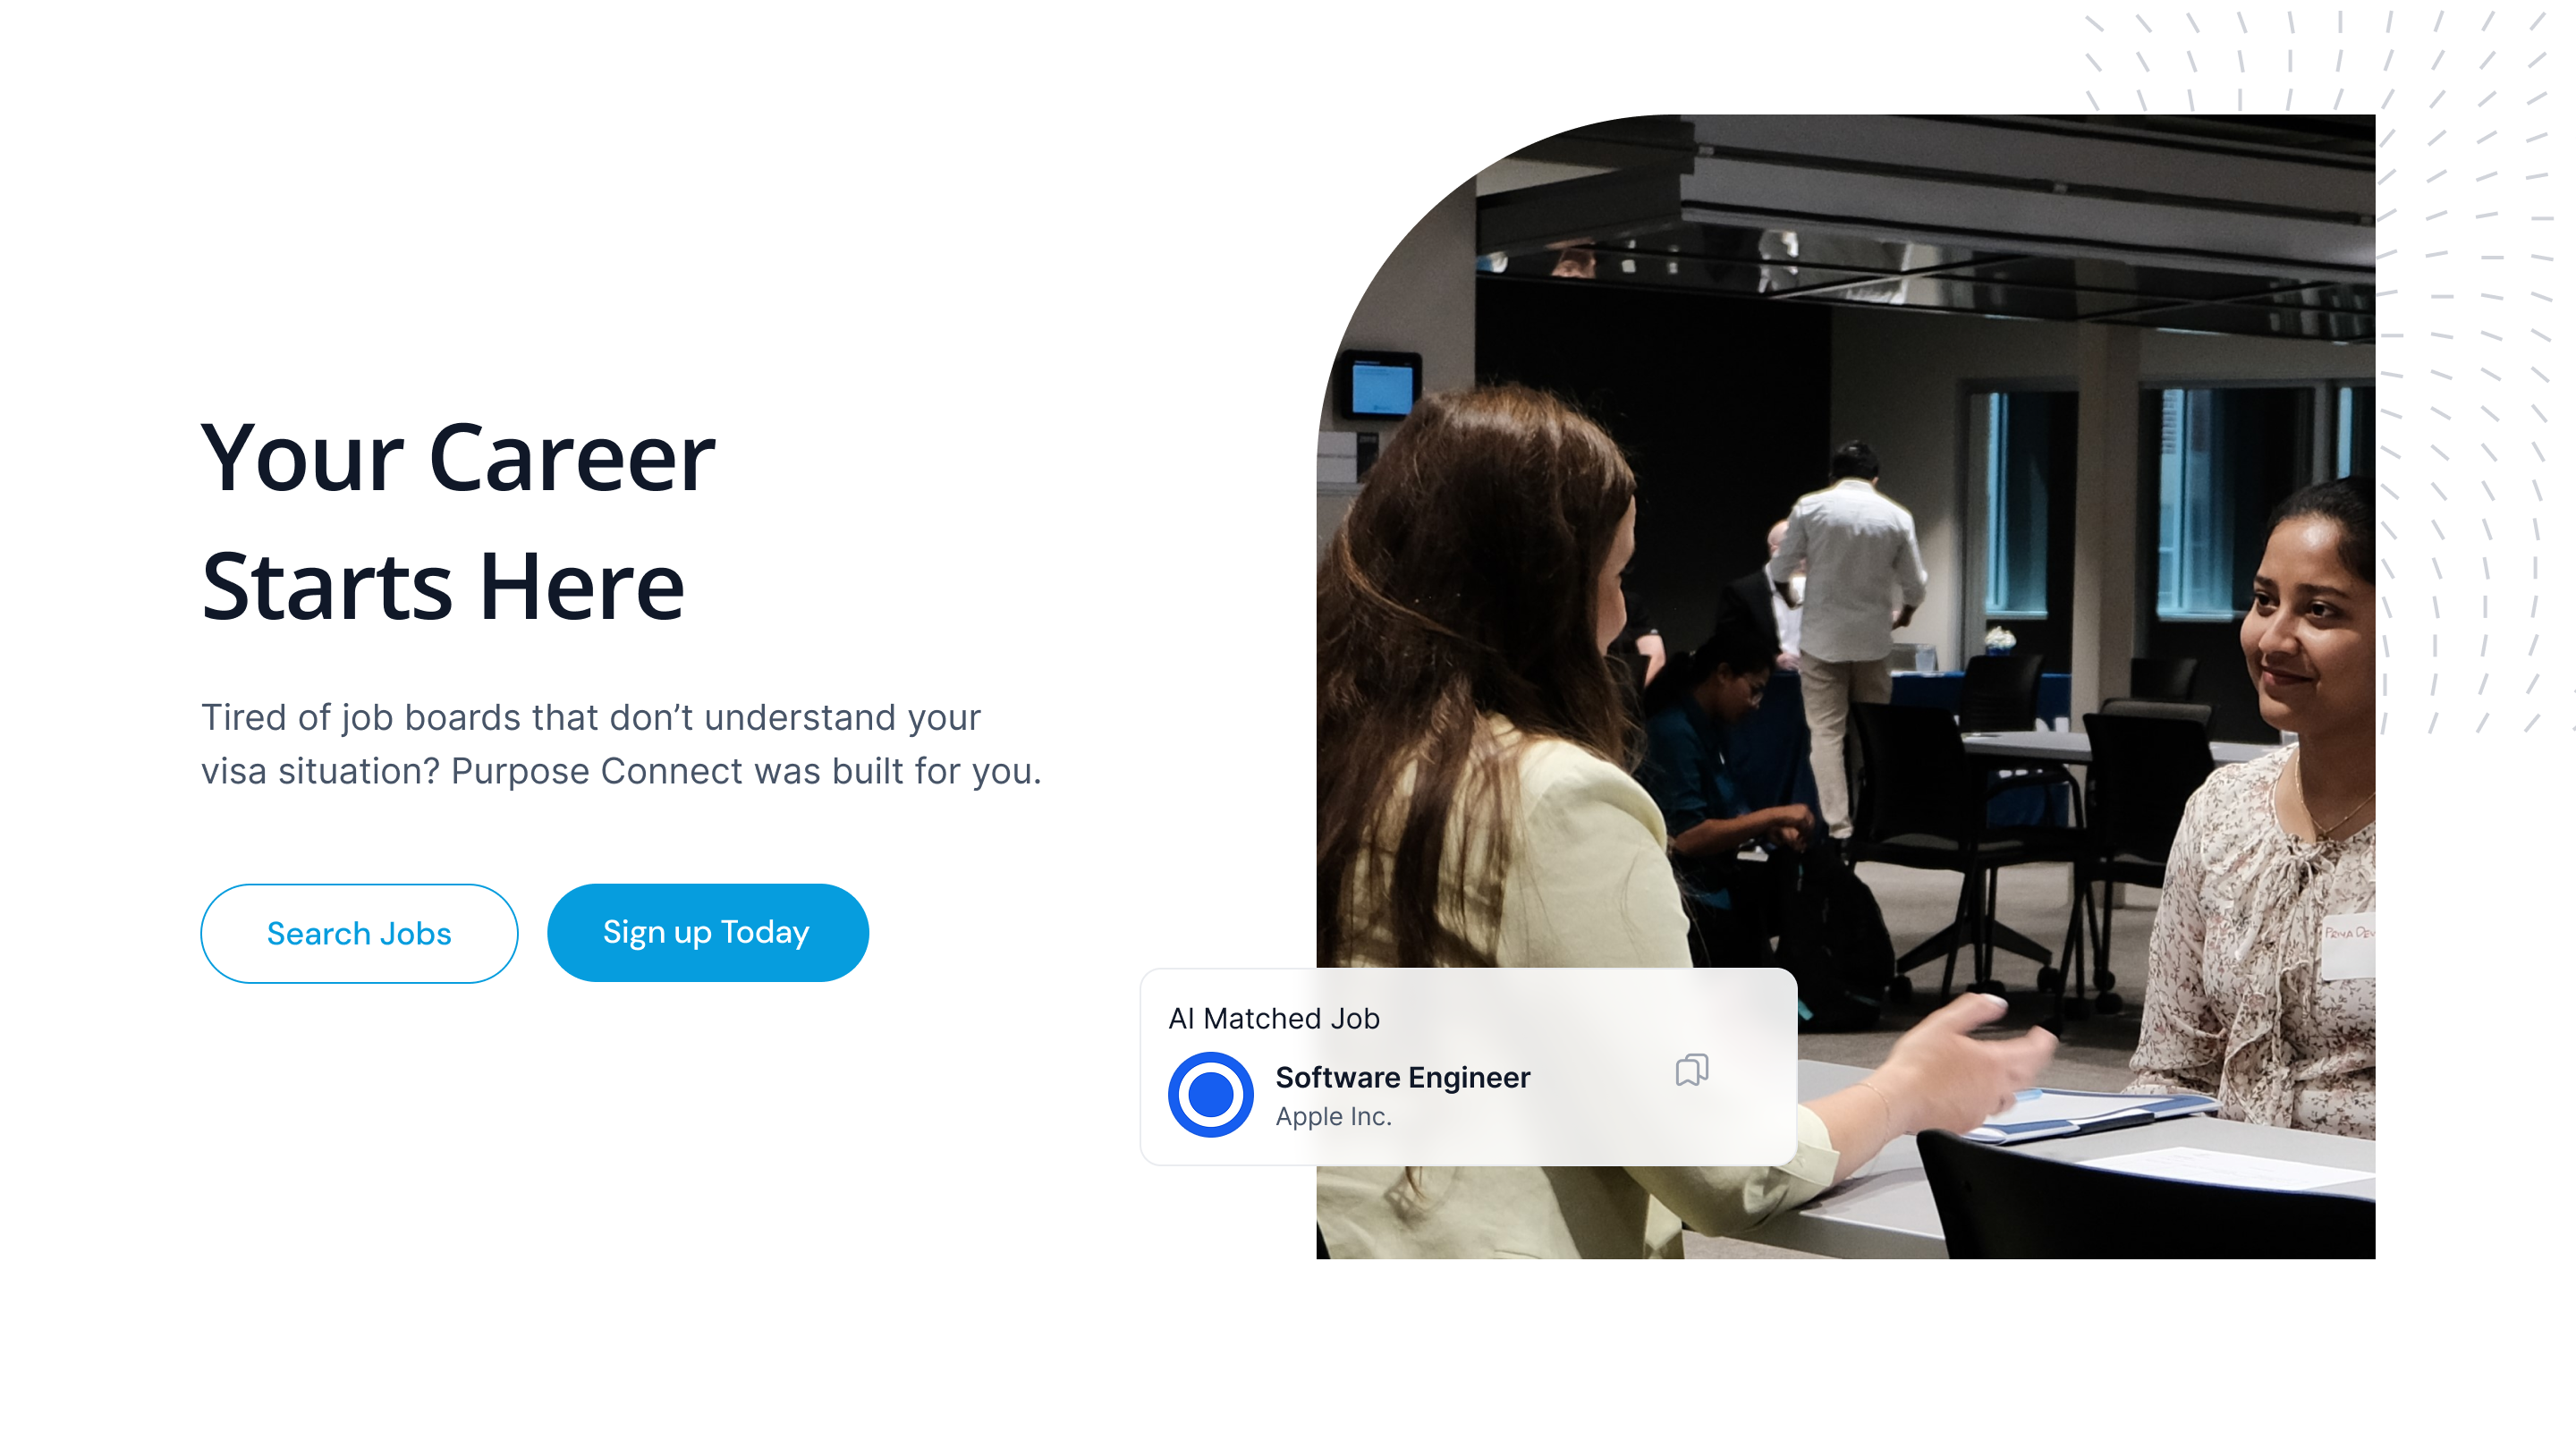 Your Career
Starts Here
Tired of job boards that don’t understand your
visa situation? Purpose Connect was built for you.
Search Jobs
Sign up Today
AI Matched Job
Software Engineer
Apple Inc.